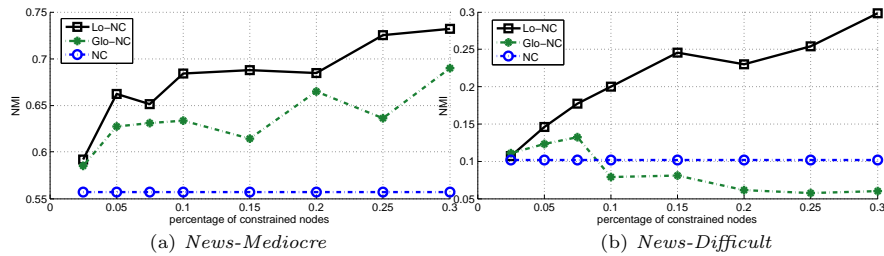 0.75
0.7
0.65
0.6
0.55
NMI
Lo−NC
Glo−NC
NC
0 0.05 0.1 0.15 0.2 0.25 0.3
percentage of constrained nodes
(a) News-Mediocre
0.3
0.25
0.2
0.15
0.1
0.05
NMI
Lo−NC
Glo−NC
NC
0.05 0.1 0.15 0.2 0.25 0.3
percentage of constrained nodes
(b) News-Difficult